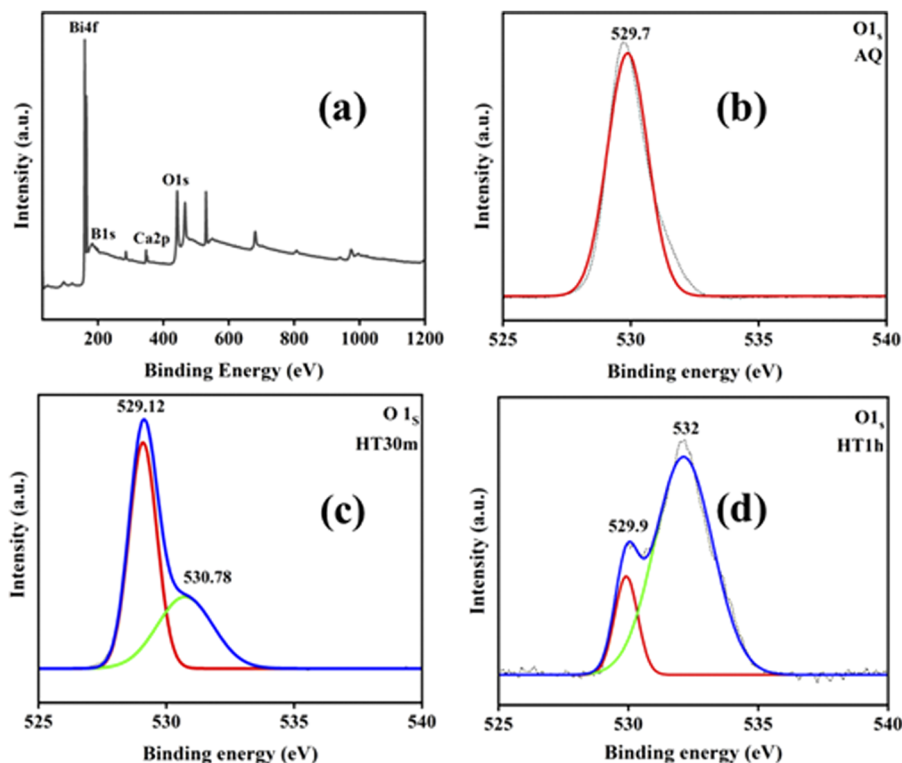 Bi4f
B1s
Ca2p
O1s
(a)
Intensity (a.u.)
200 400 600 800 1000 1200
Binding Energy (eV)
529.7
O1s
AQ
(b)
Intensity (a.u.)
525 530 535 540
Binding energy (eV)
529.12
530.78
O 1S
HT30m
(c)
Intensity (a.u.)
525 530 535 540
Binding energy (eV)
532
529.9
O1s
HT1h
(d)
Intensity (a.u.)
525 530 535 540
Binding energy (eV)